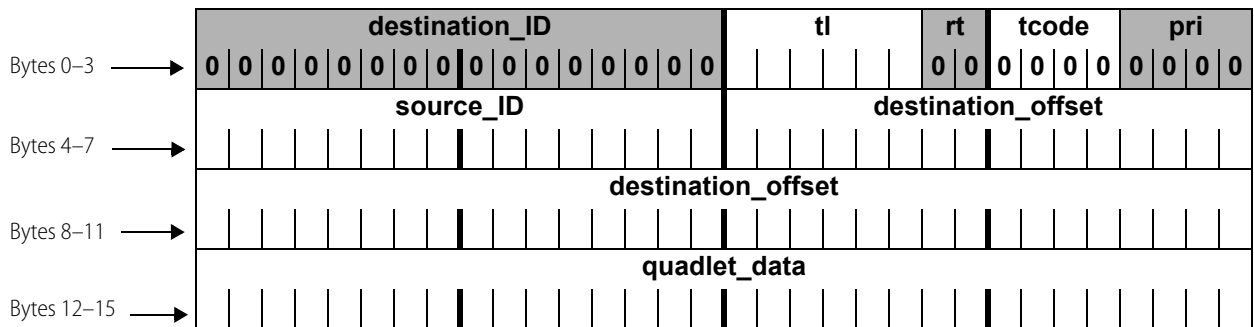 destination_ID tl rt tcode pri
Bytes 0–3 0 0 0 0 0 0 0 0 0 0 0 0 0 0 0 0 0 0 0 0 0 0 0 0 0 0
source_ID destination_offset
Bytes 4–7
destination_offset
Bytes 8–11
quadlet_data
Bytes 12–15